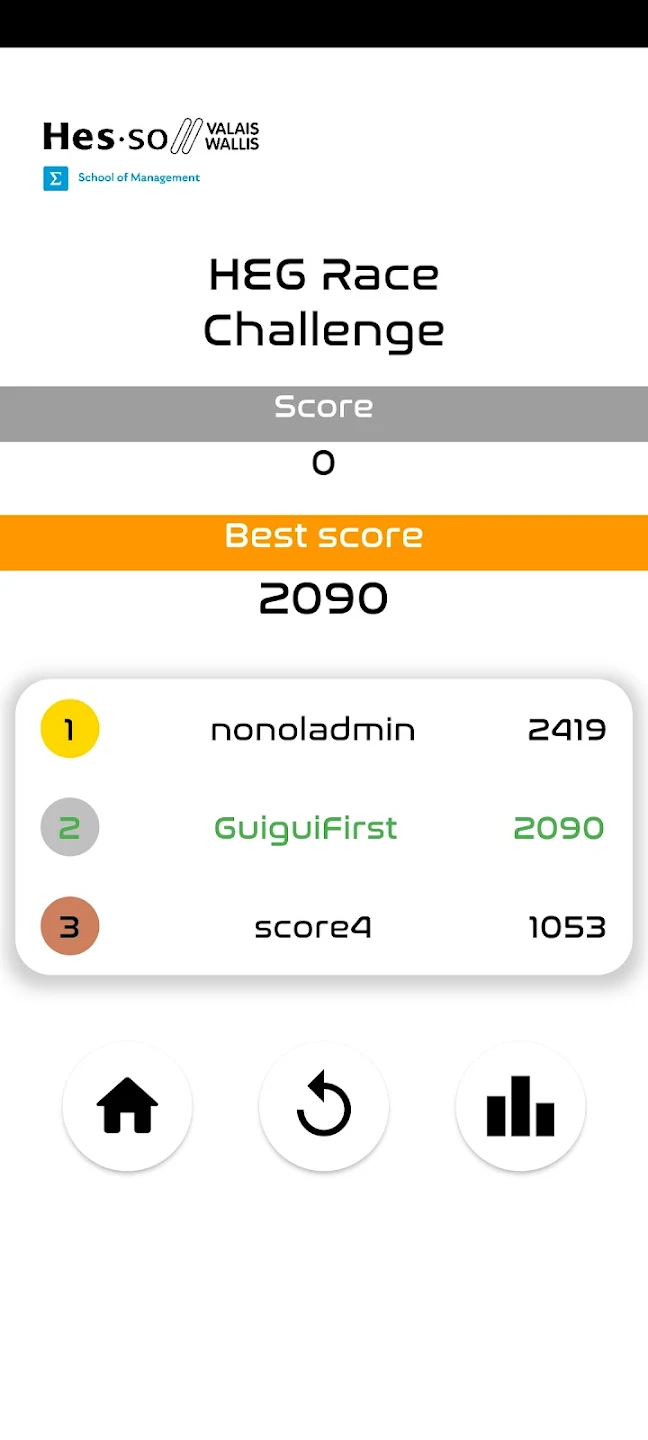 Hes·so VALAIS
WALLIS
Σ School of Management
HEG Race
Challenge
Score
0
Best score
2090
1 nonoladmin 2419
2 GuiguiFirst 2090
3 score4 1053